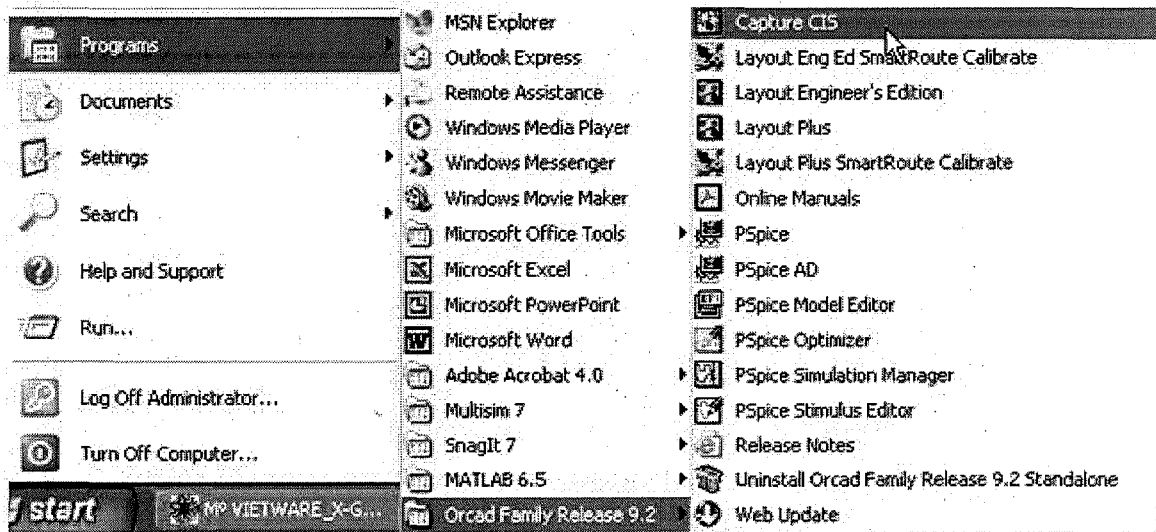 Programs
Documents
Settings
Search
Help and Support
Run...
Log Off Administrator...
Turn Off Computer...
start
MP VIETWARE_X-G...
MSN Explorer
Outlook Express
Remote Assistance
Windows Media Player
Windows Messenger
Windows Movie Maker
Microsoft Office Tools
Microsoft Excel
Microsoft PowerPoint
Microsoft Word
Adobe Acrobat 4.0
Multisim 7
SnagIt 7
MATLAB 6.5
Orcad Family Release 9.2
Capture CIS
Layout Eng Ed SmartRoute Calibrate
Layout Engineer's Edition
Layout Plus
Layout Plus SmartRoute Calibrate
Online Manuals
PSpice
PSpice AD
PSpice Model Editor
PSpice Optimizer
PSpice Simulation Manager
PSpice Stimulus Editor
Release Notes
Uninstall Orcad Family Release 9.2 Standalone
Web Update